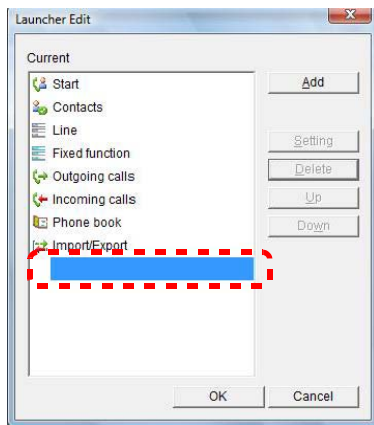 Launcher Edit
Current
Start
Contacts
Line
Fixed function
Outgoing calls
Incoming calls
Phone book
Import/Export
Add
Setting
Delete
Up
Down
OK
Cancel